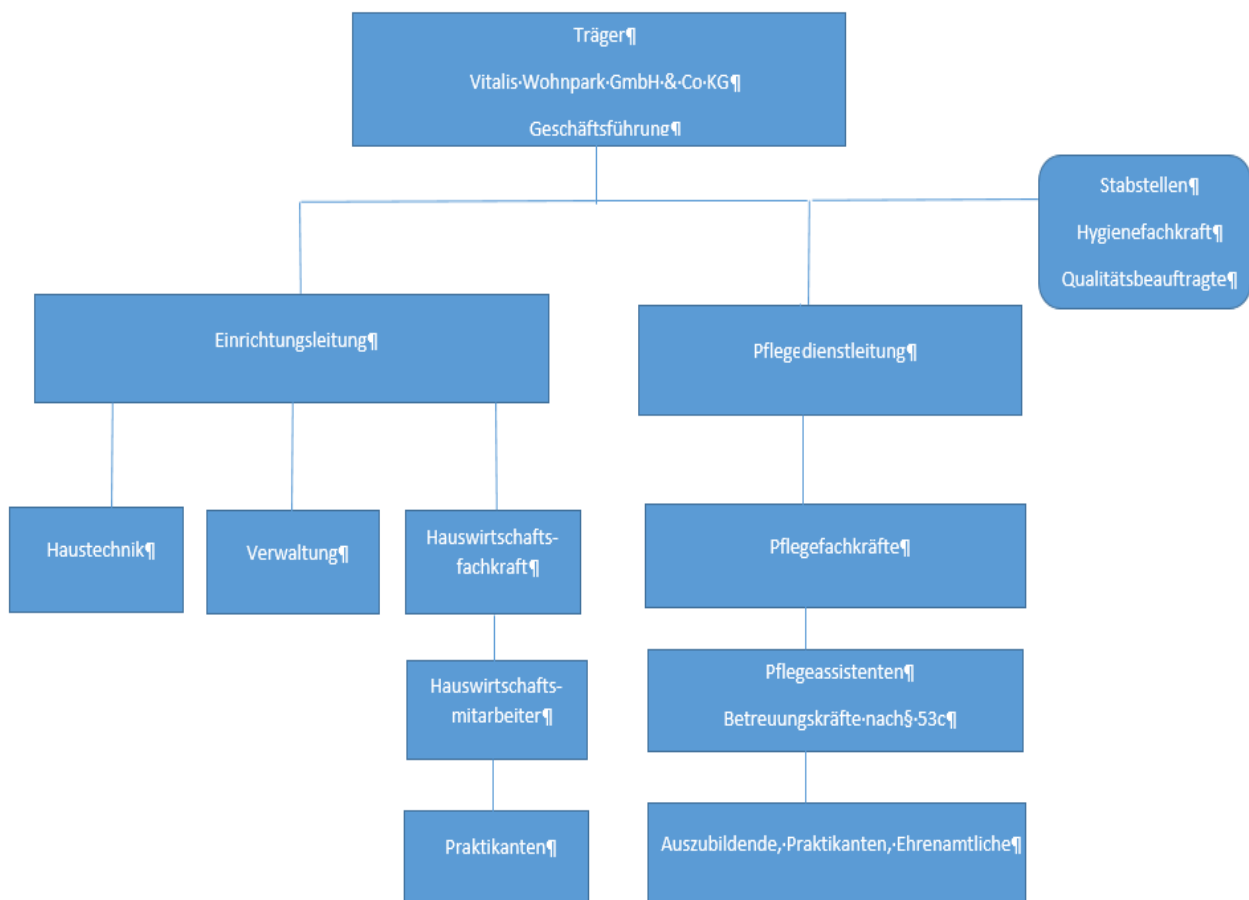 Träger¶
Vitalis·Wohnpark·GmbH·&·Co·KG¶
Geschäftsführung¶
Stabstellen¶
Hygienefachkraft¶
Qualitätsbeauftragte¶
Einrichtungsleitung¶
Pflegedienstleitung¶
Haustechnik¶
Verwaltung¶
Hauswirtschafts-
fachkraft¶
Pflegefachkräfte¶
Hauswirtschafts-
mitarbeiter¶
Pflegeassistenten¶
Betreuungskräfte·nach§·53c¶
Praktikanten¶
Auszubildende,·Praktikanten,·Ehrenamtliche¶